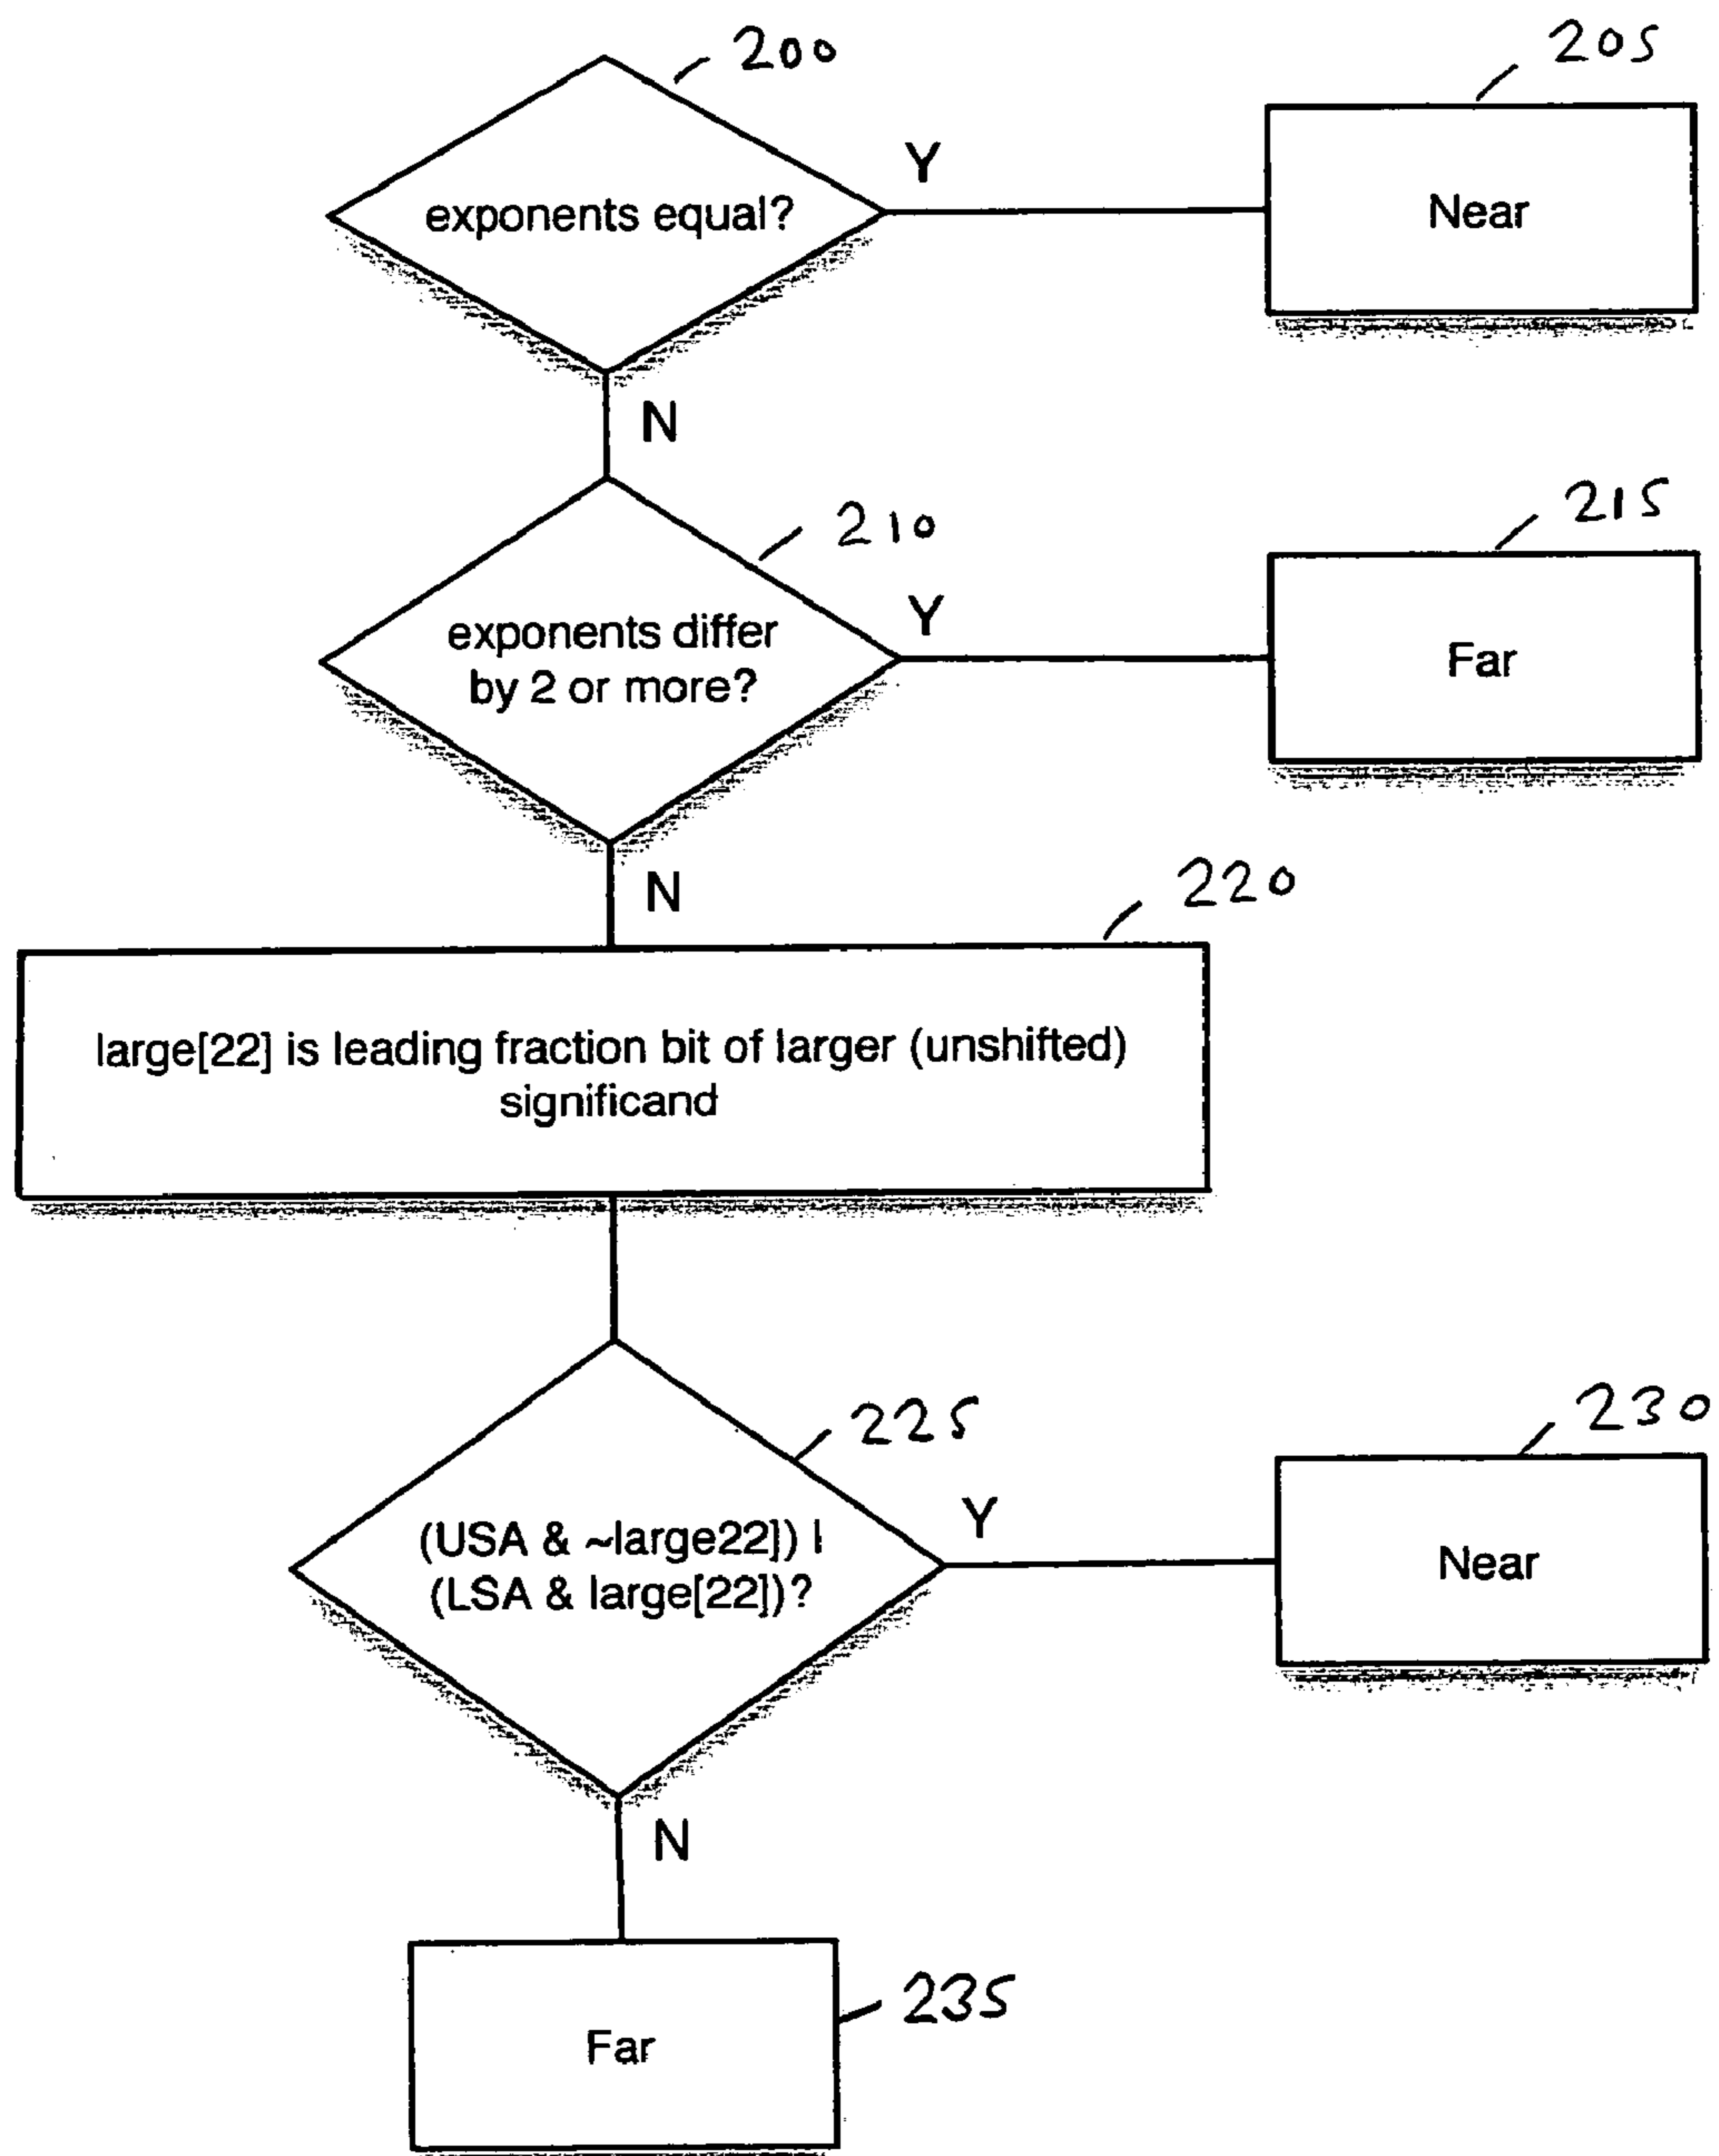 200
205
exponents equal?
Y
Near
N
210
215
exponents differ
by 2 or more?
Y
Far
N
220
large[22] is leading fraction bit of larger (unshifted)
significand
225
230
(USA & ~large22]) |
(LSA & large[22])?
Y
Near
N
Far
235